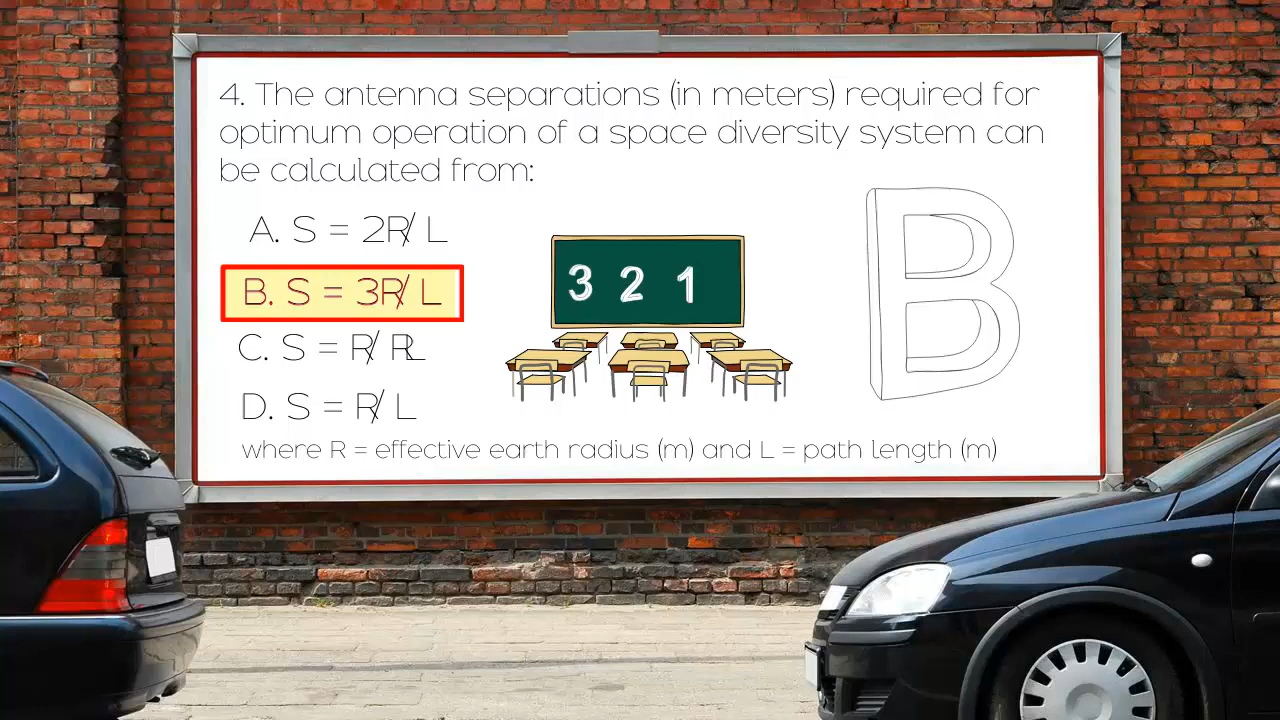 4. The antenna separations (in meters) required for
optimum operation of a space diversity system can
be calculated from:
A. S = 2R/ L
B. S = 3R/ L
3 2 1
B
C. S = R/ RL
D. S = R/ L
where R = effective earth radius (m) and L = path length (m)